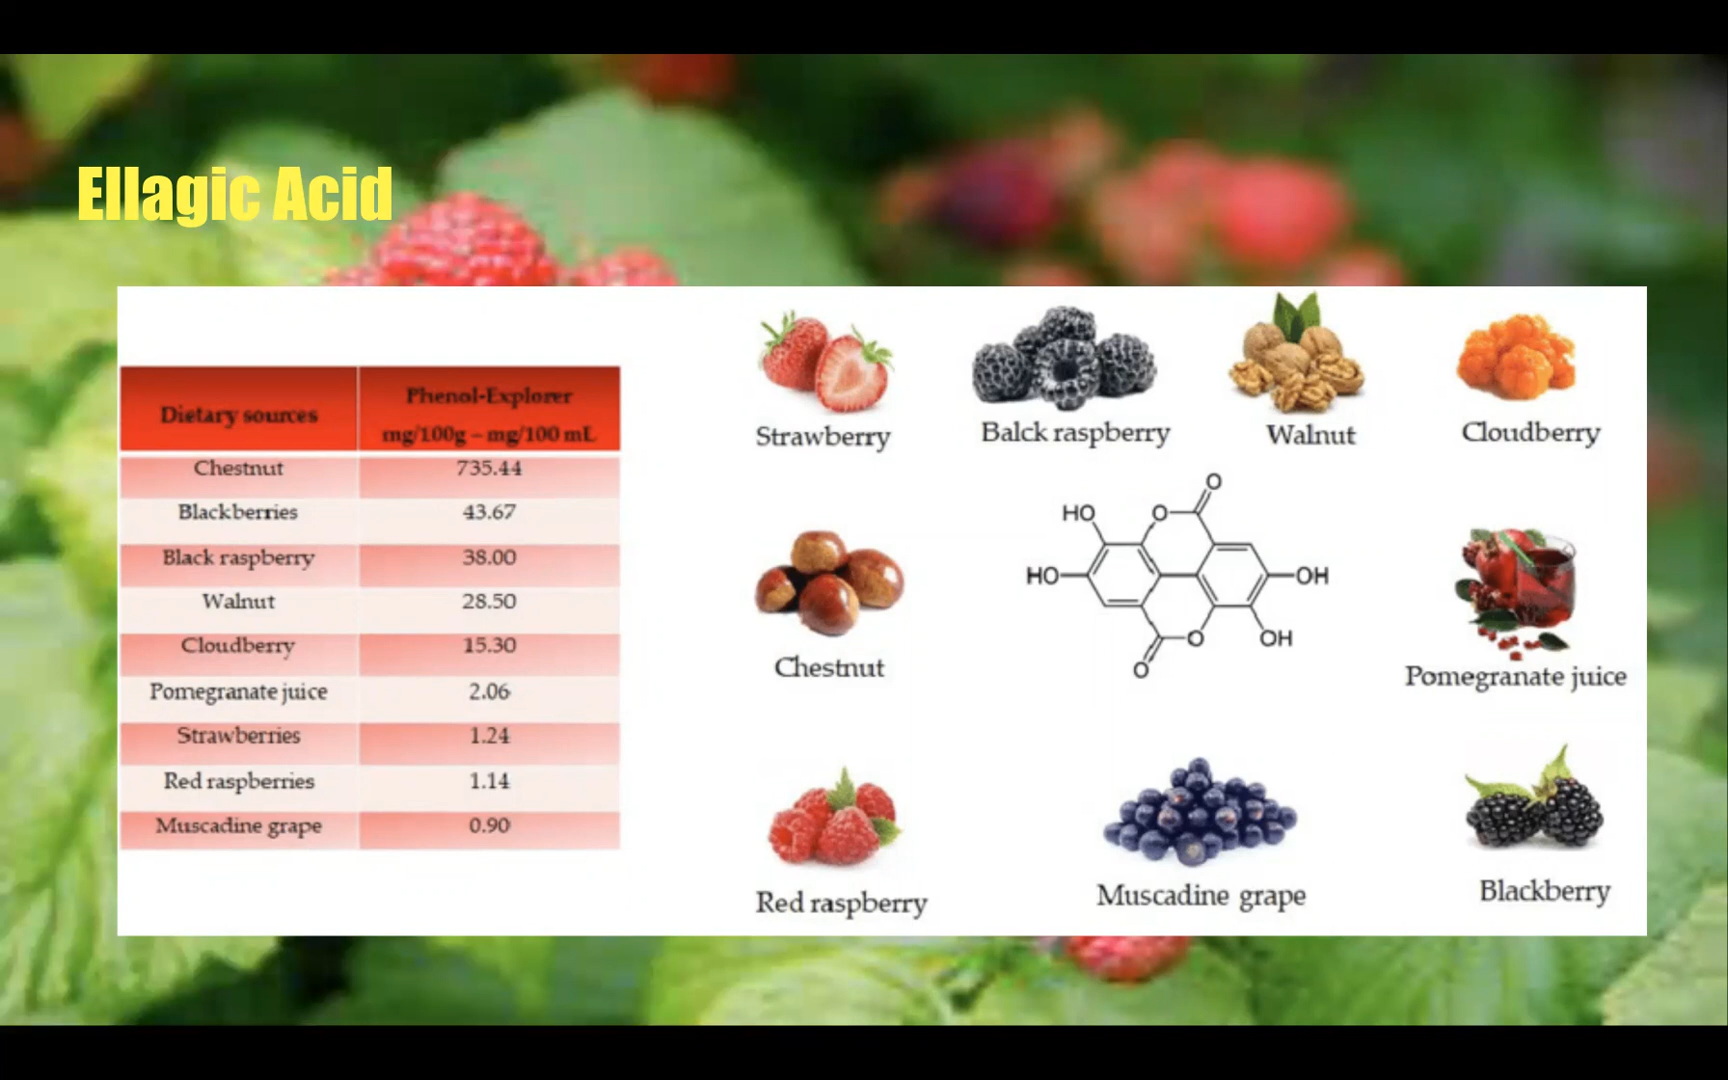 Ellagic Acid
Dietary sources
Phenol-Explorer
mg/100g – mg/100 mL
Chestnut 735.44
Blackberries 43.67
Black raspberry 38.00
Walnut 28.50
Cloudberry 15.30
Pomegranate juice 2.06
Strawberries 1.24
Red raspberries 1.14
Muscadine grape 0.90
Strawberry
Balck raspberry
Walnut
Cloudberry
O
HO
O
HO
OH
O
OH
O
Chestnut
Pomegranate juice
Red raspberry
Muscadine grape
Blackberry